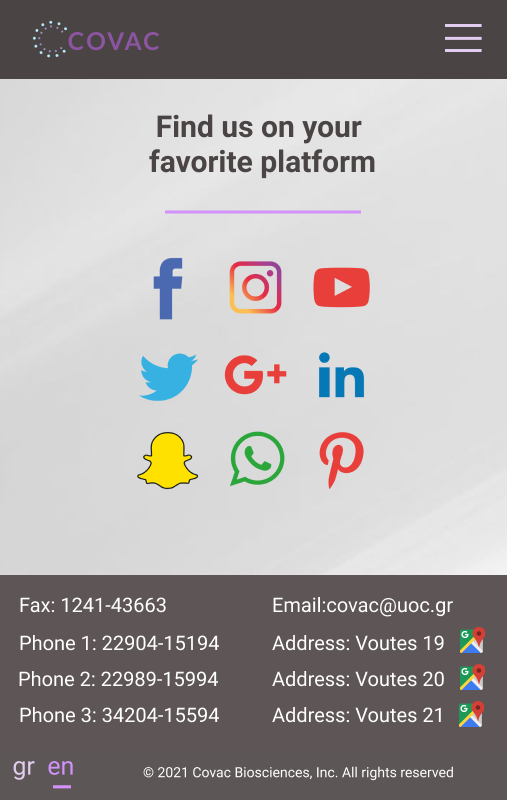 COVAC
Find us on your
favorite platform
G+
in
Fax: 1241-43663
Email:covac@uoc.gr
Phone 1: 22904-15194
Address: Voutes 19
Phone 2: 22989-15994
Address: Voutes 20
Phone 3: 34204-15594
Address: Voutes 21
gr en
© 2021 Covac Biosciences, Inc. All rights reserved